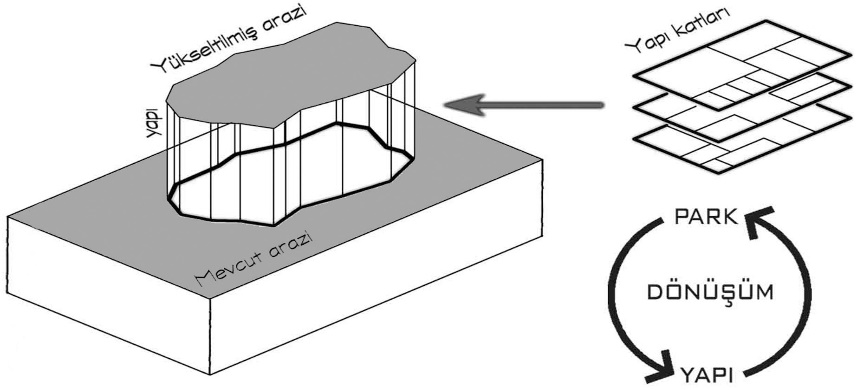 Yükseltilmiş arazi
yapı
Mevcut arazi
Yapı katları
PARK
DÖNÜŞÜM
YAPI